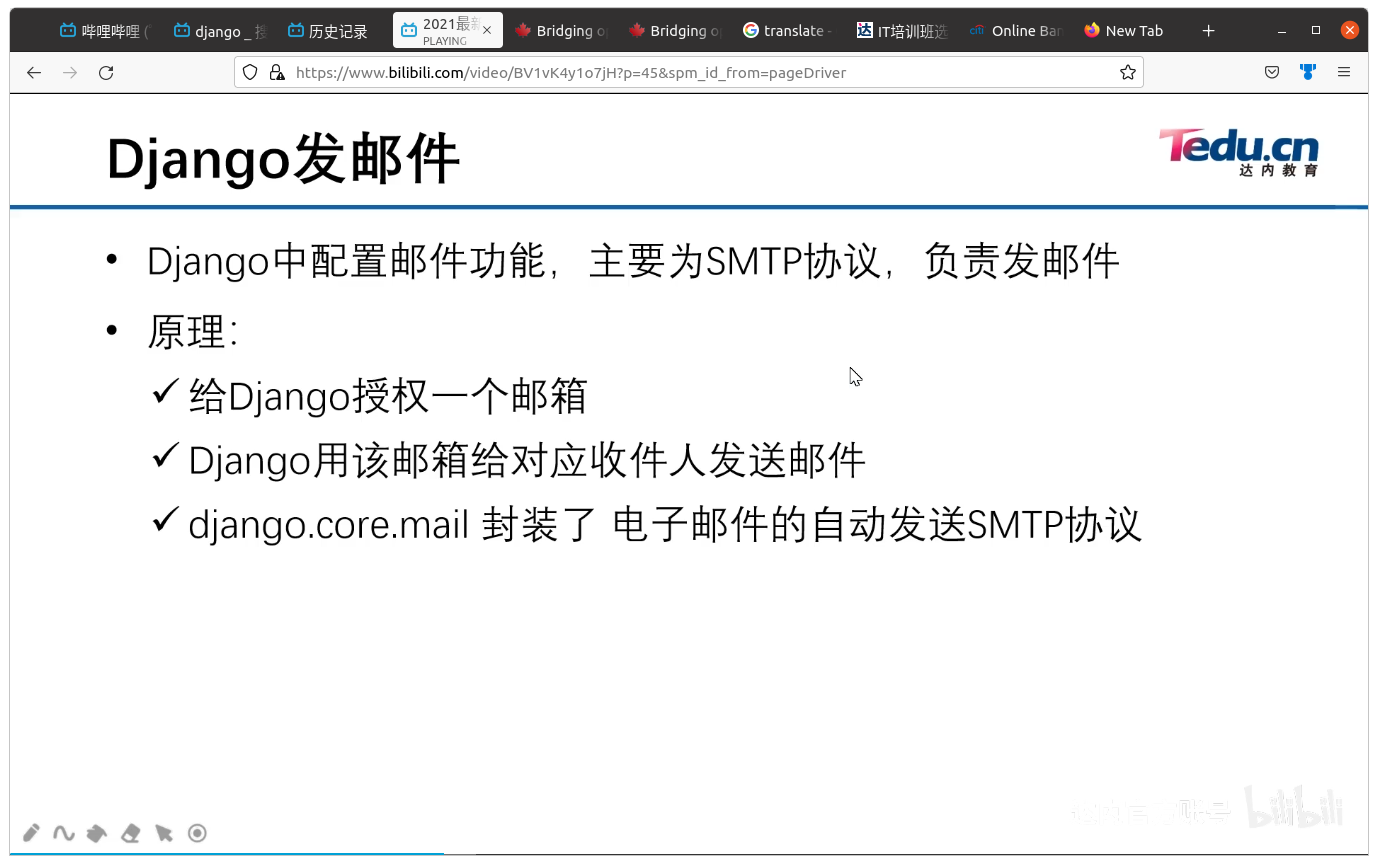 哔哩哔哩 (
django _ 搜
历史记录
2021最新
PLAYING
Bridging o
Bridging o
translate -
IT培训班选
citi
Online Ban
New Tab
https://www.bilibili.com/video/BV1vK4y1o7jH?p=45&spm_id_from=pageDriver
Django发邮件
Tedu.cn
达内教育
• Django中配置邮件功能，主要为SMTP协议，负责发邮件
• 原理：
✓ 给Django授权一个邮箱
✓ Django用该邮箱给对应收件人发送邮件
✓ django.core.mail 封装了 电子邮件的自动发送SMTP协议
bilibili